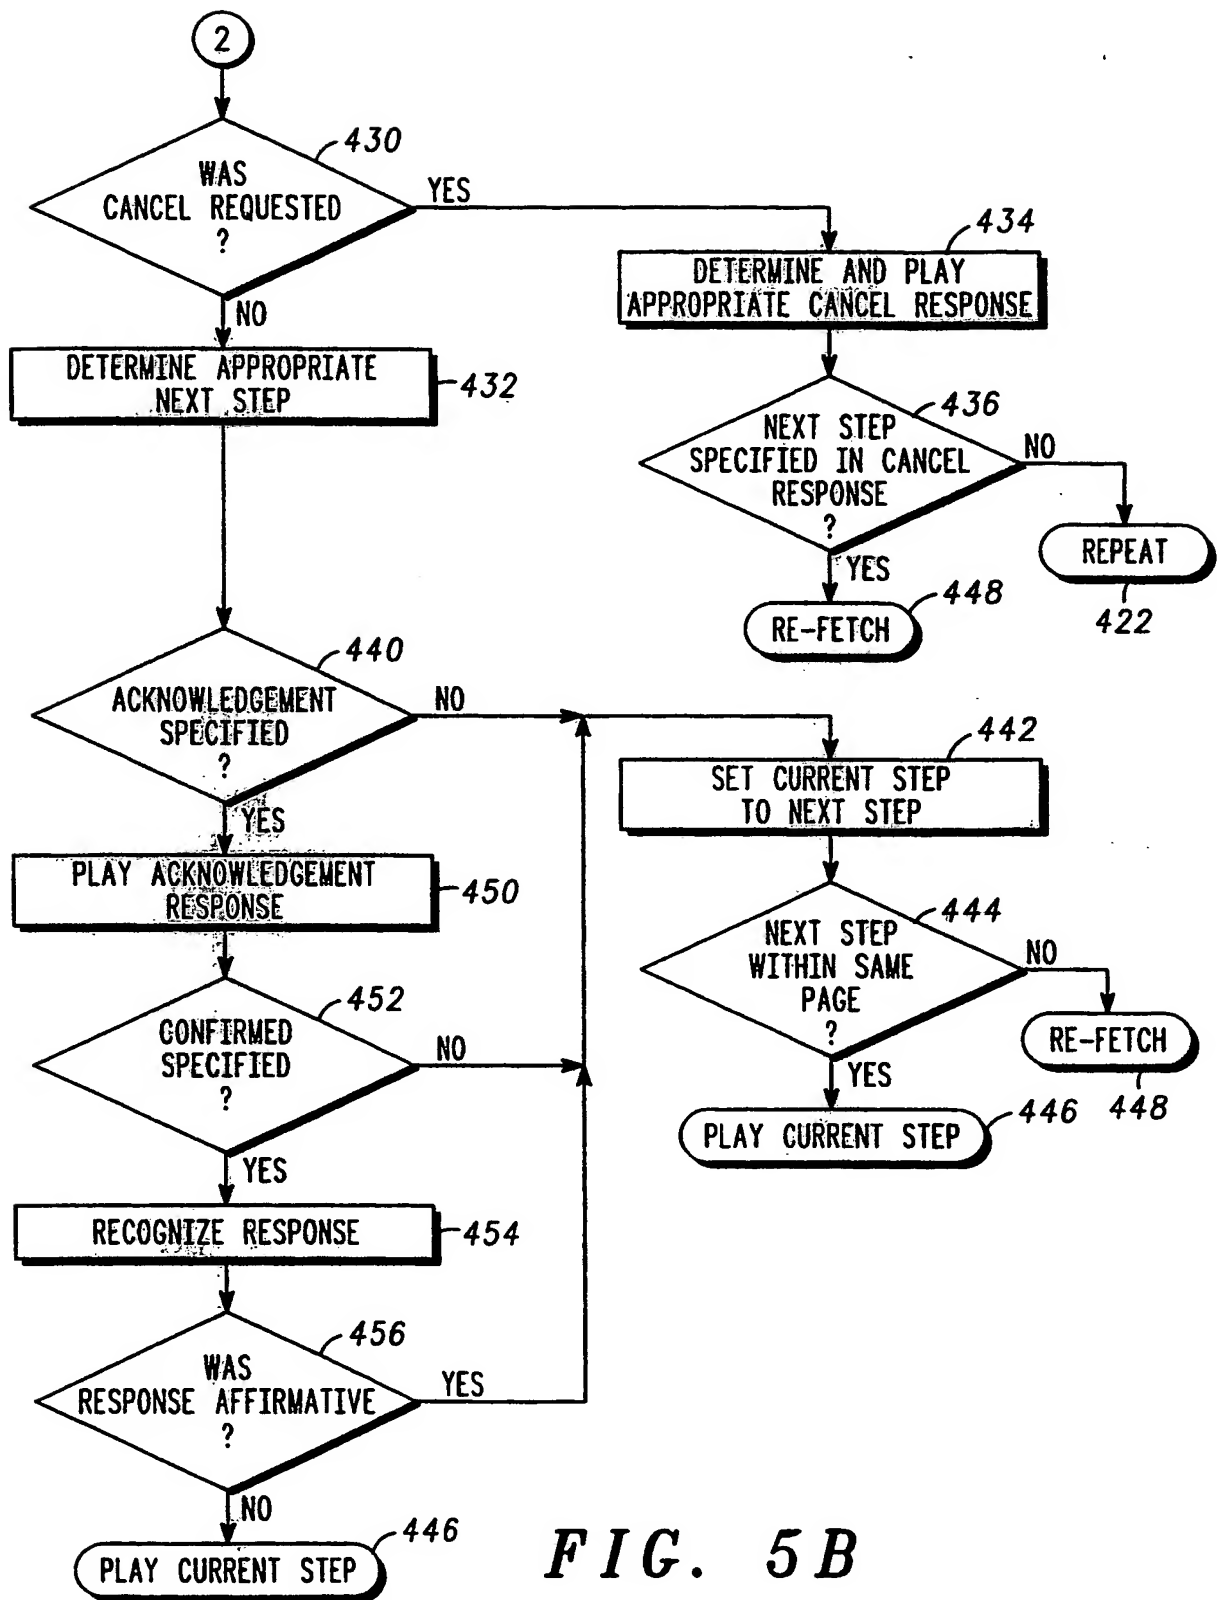 2
430
WAS
CANCEL REQUESTED
?
YES
NO
434
DETERMINE AND PLAY
APPROPRIATE CANCEL RESPONSE
DETERMINE APPROPRIATE
NEXT STEP
432
436
NEXT STEP
SPECIFIED IN CANCEL
RESPONSE
?
NO
YES
REPEAT
422
RE-FETCH
448
440
ACKNOWLEDGEMENT
SPECIFIED
?
NO
YES
442
SET CURRENT STEP
TO NEXT STEP
PLAY ACKNOWLEDGEMENT
RESPONSE
450
444
NEXT STEP
WITHIN SAME
PAGE
?
NO
YES
RE-FETCH
448
PLAY CURRENT STEP
446
452
CONFIRMED
SPECIFIED
?
NO
YES
RECOGNIZE RESPONSE
454
456
WAS
RESPONSE AFFIRMATIVE
?
YES
NO
PLAY CURRENT STEP
446
FIG. 5B